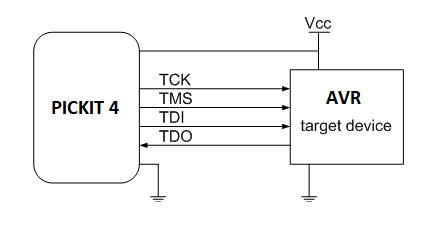 Vcc
TCK
TMS
PICKIT 4
AVR
TDI
target device
TDO